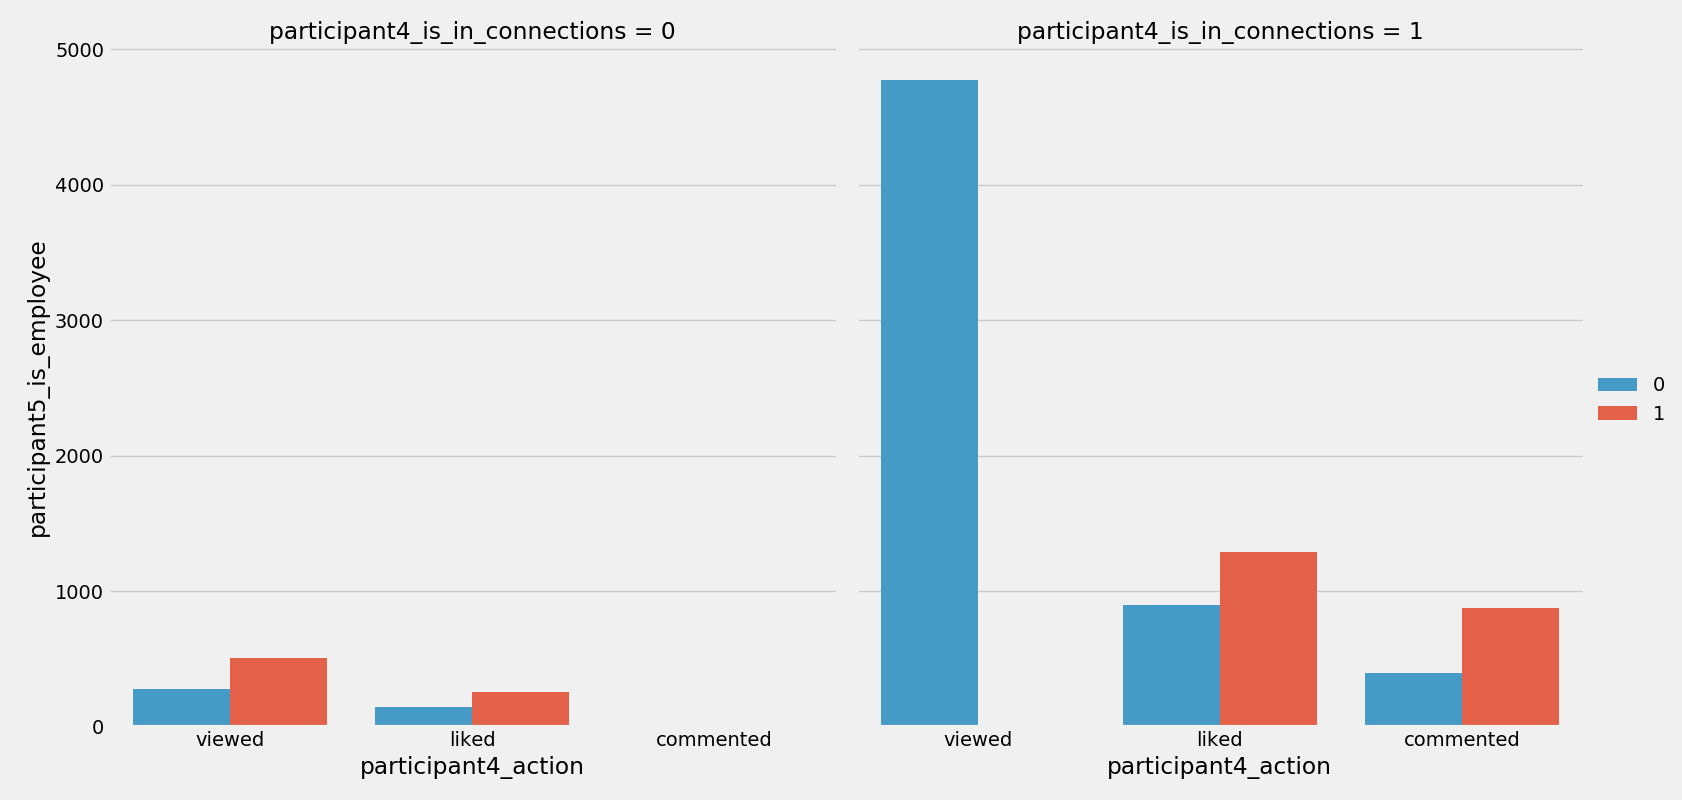 participant4_is_in_connections = 0
participant4_is_in_connections = 1
5000
4000
3000
2000
1000
0
participant5_is_employee
viewed
liked
commented
viewed
liked
commented
participant4_action
participant4_action
0
1